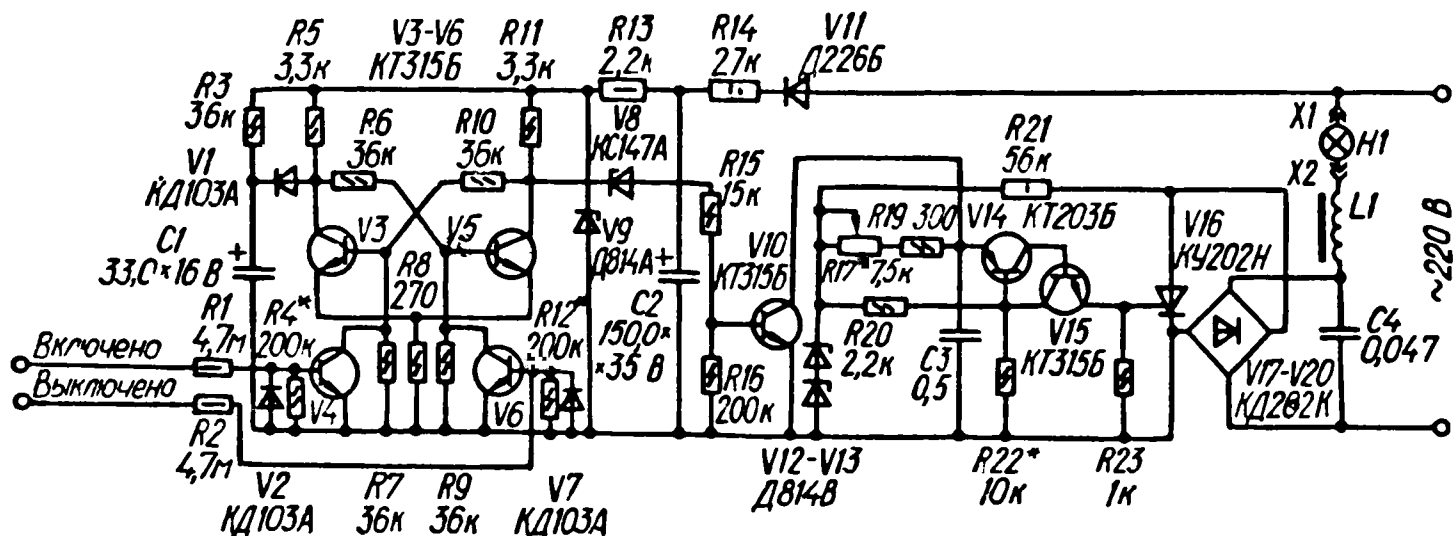 R3
36к
R5
3,3к
V3-V6
КТ315Б
R11
3,3к
R13
2,2к
R14
27к
V11
Д226Б
V1
КД103А
R6
36к
R10
36к
V8
КС147А
R15
15к
R21
56к
X1
H1
X2
L1
C1
33,0×16 В
+
V3
V5
R8
270
V9
Д814А
+
V10
КТ315Б
R19
300
R17*
7,5к
V14
КТ203Б
V16
КУ202Н
~220 В
R1
4,7м
R4*
200к
R12*
200к
C2
150,0×
×35 В
R20
2,2к
C3
0,5
V15
КТ315Б
C4
0,047
Включено
Выключено
R2
4,7м
V4
V6
R16
200к
V17-V20
КД202К
V2
КД103А
R7
36к
R9
36к
V7
КД103А
V12-V13
Д814В
R22*
10к
R23
1к